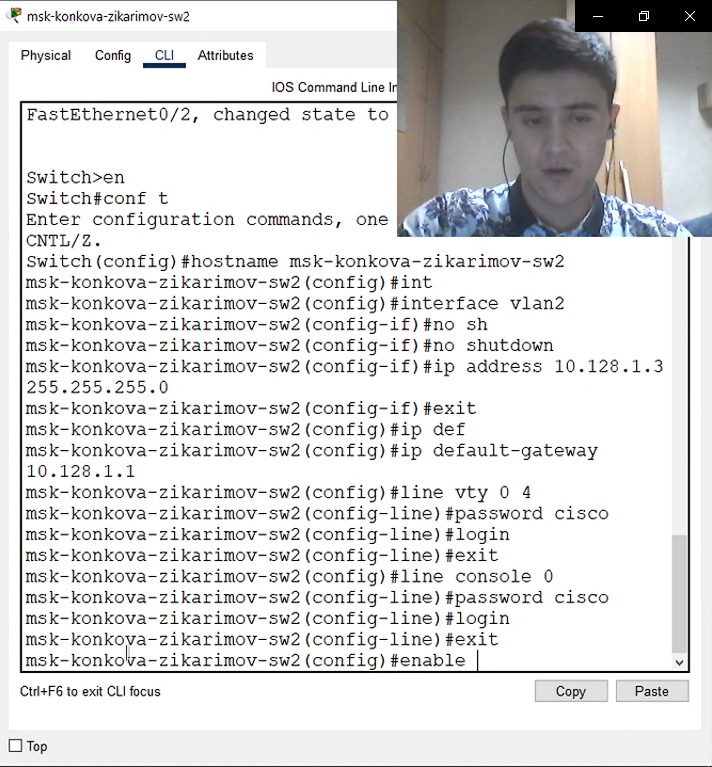 msk-konkova-zikarimov-sw2
Physical Config CLI Attributes
IOS Command Line In
FastEthernet0/2, changed state to
Switch>en
Switch#conf t
Enter configuration commands, one
CNTL/Z.
Switch(config)#hostname msk-konkova-zikarimov-sw2
msk-konkova-zikarimov-sw2(config)#int
msk-konkova-zikarimov-sw2(config)#interface vlan2
msk-konkova-zikarimov-sw2(config-if)#no sh
msk-konkova-zikarimov-sw2(config-if)#no shutdown
msk-konkova-zikarimov-sw2(config-if)#ip address 10.128.1.3
255.255.255.0
msk-konkova-zikarimov-sw2(config-if)#exit
msk-konkova-zikarimov-sw2(config)#ip def
msk-konkova-zikarimov-sw2(config)#ip default-gateway
10.128.1.1
msk-konkova-zikarimov-sw2(config)#line vty 0 4
msk-konkova-zikarimov-sw2(config-line)#password cisco
msk-konkova-zikarimov-sw2(config-line)#login
msk-konkova-zikarimov-sw2(config-line)#exit
msk-konkova-zikarimov-sw2(config)#line console 0
msk-konkova-zikarimov-sw2(config-line)#password cisco
msk-konkova-zikarimov-sw2(config-line)#login
msk-konkova-zikarimov-sw2(config-line)#exit
msk-konkova-zikarimov-sw2(config)#enable
Ctrl+F6 to exit CLI focus
Copy Paste
Top